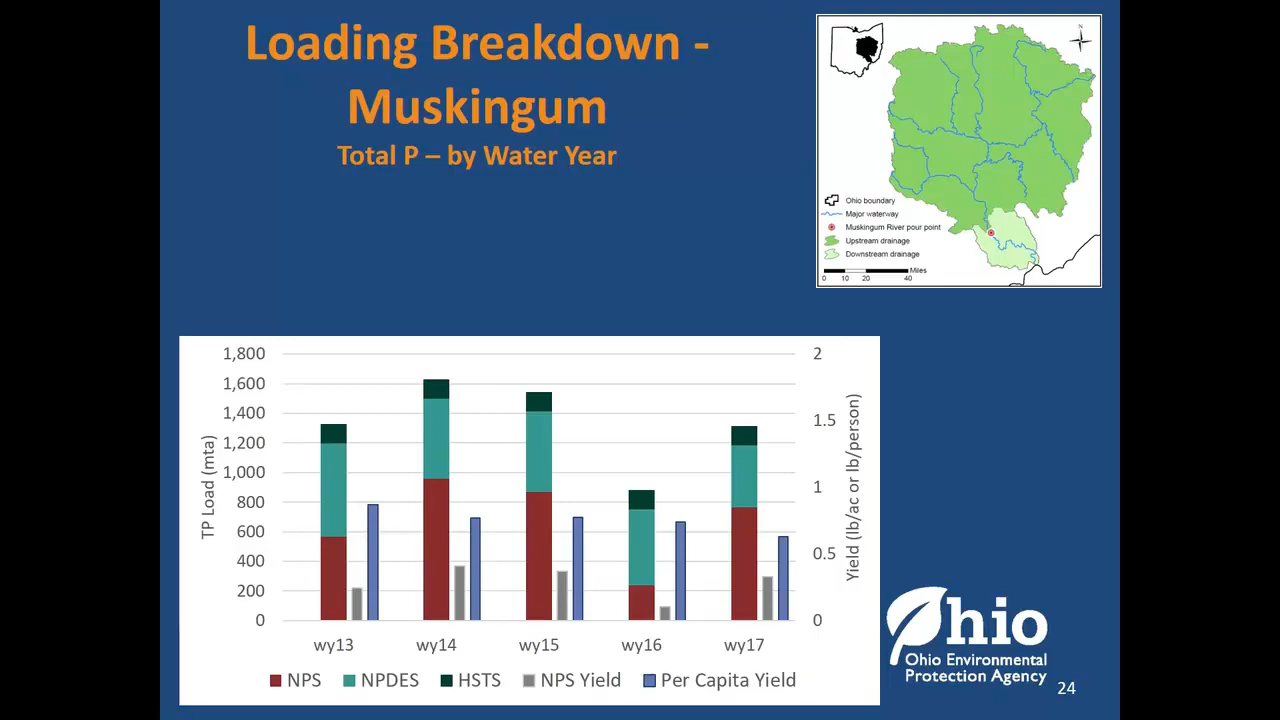 Loading Breakdown -
Muskingum
Total P – by Water Year
N
Ohio boundary
Major waterway
Muskingum River pour point
Upstream drainage
Downstream drainage
Miles
0 10 20 40
1,800
1,600
1,400
1,200
1,000
800
600
400
200
0
TP Load (mta)
2
1.5
1
0.5
0
Yield (lb/ac or lb/person)
wy13 wy14 wy15 wy16 wy17
NPS NPDES HSTS NPS Yield Per Capita Yield
Ohio
Ohio Environmental
Protection Agency
24